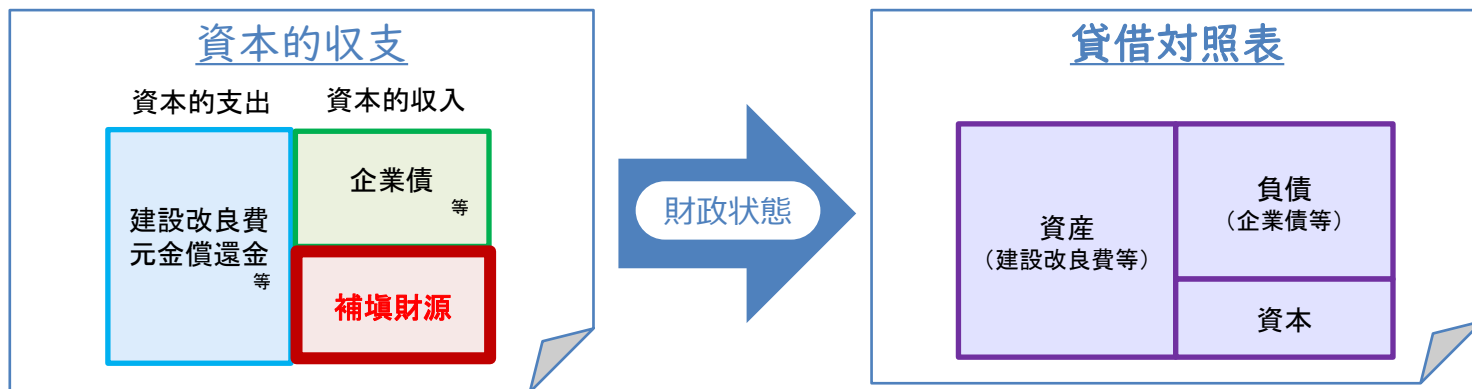 資本的収支
資本的支出
資本的収入
建設改良費
元金償還金
等
企業債
等
補塡財源
財政状態
貸借対照表
資産
（建設改良費等）
負債
（企業債等）
資本